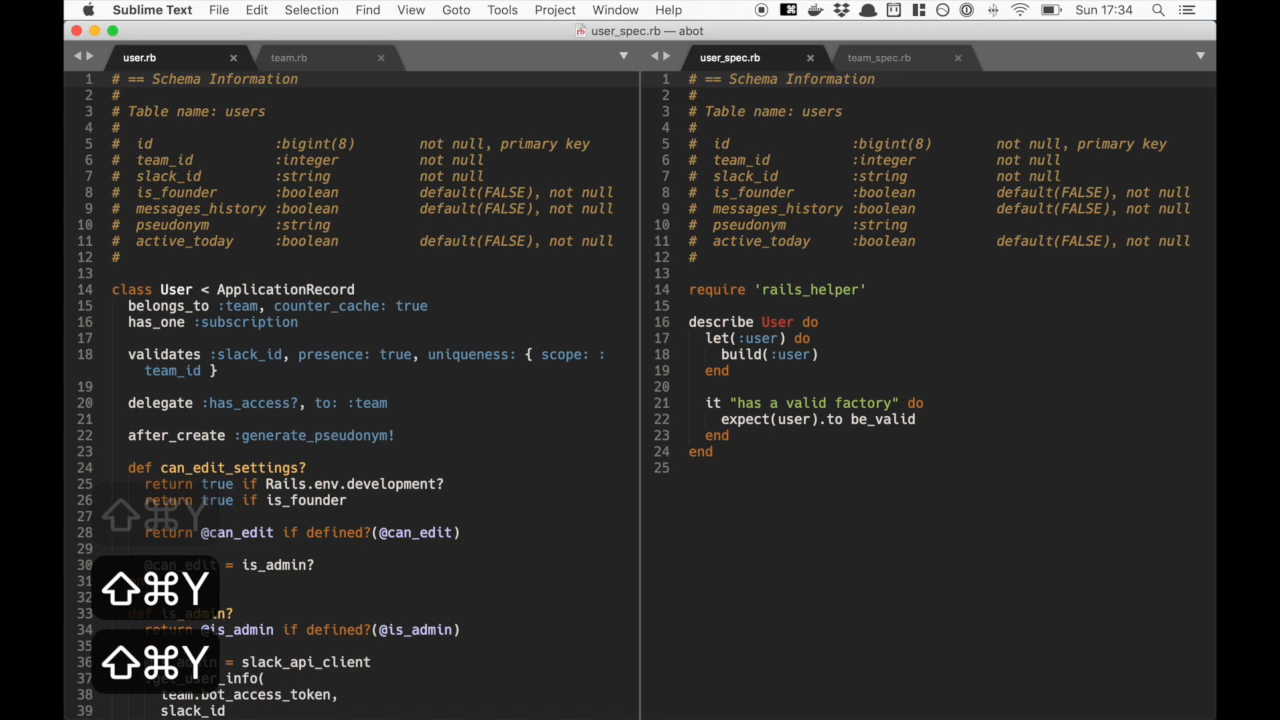 Sublime Text File Edit Selection Find View Goto Tools Project Window Help Sun 17:34
user_spec.rb — abot
user.rb team.rb
1 # == Schema Information
2 #
3 # Table name: users
4 #
5 # id :bigint(8) not null, primary key
6 # team_id :integer not null
7 # slack_id :string not null
8 # is_founder :boolean default(FALSE), not null
9 # messages_history :boolean default(FALSE), not null
10 # pseudonym :string
11 # active_today :boolean default(FALSE), not null
12 #
13
14 class User < ApplicationRecord
15 belongs_to :team, counter_cache: true
16 has_one :subscription
17
18 validates :slack_id, presence: true, uniqueness: { scope: :
team_id }
19
20 delegate :has_access?, to: :team
21
22 after_create :generate_pseudonym!
23
24 def can_edit_settings?
25 return true if Rails.env.development?
26 return true if is_founder
27
28 return @can_edit if defined?(@can_edit)
29
30 @can_edit = is_admin?
31
32
33 def is_admin?
34 return @is_admin if defined?(@is_admin)
35
36 = slack_api_client
37 .get_user_info(
38 team.bot_access_token,
39 slack_id
⇧⌘Y
⇧⌘Y
⇧⌘Y
user_spec.rb team_spec.rb
1 # == Schema Information
2 #
3 # Table name: users
4 #
5 # id :bigint(8) not null, primary key
6 # team_id :integer not null
7 # slack_id :string not null
8 # is_founder :boolean default(FALSE), not null
9 # messages_history :boolean default(FALSE), not null
10 # pseudonym :string
11 # active_today :boolean default(FALSE), not null
12 #
13
14 require 'rails_helper'
15
16 describe User do
17 let(:user) do
18 build(:user)
19 end
20
21 it "has a valid factory" do
22 expect(user).to be_valid
23 end
24 end
25